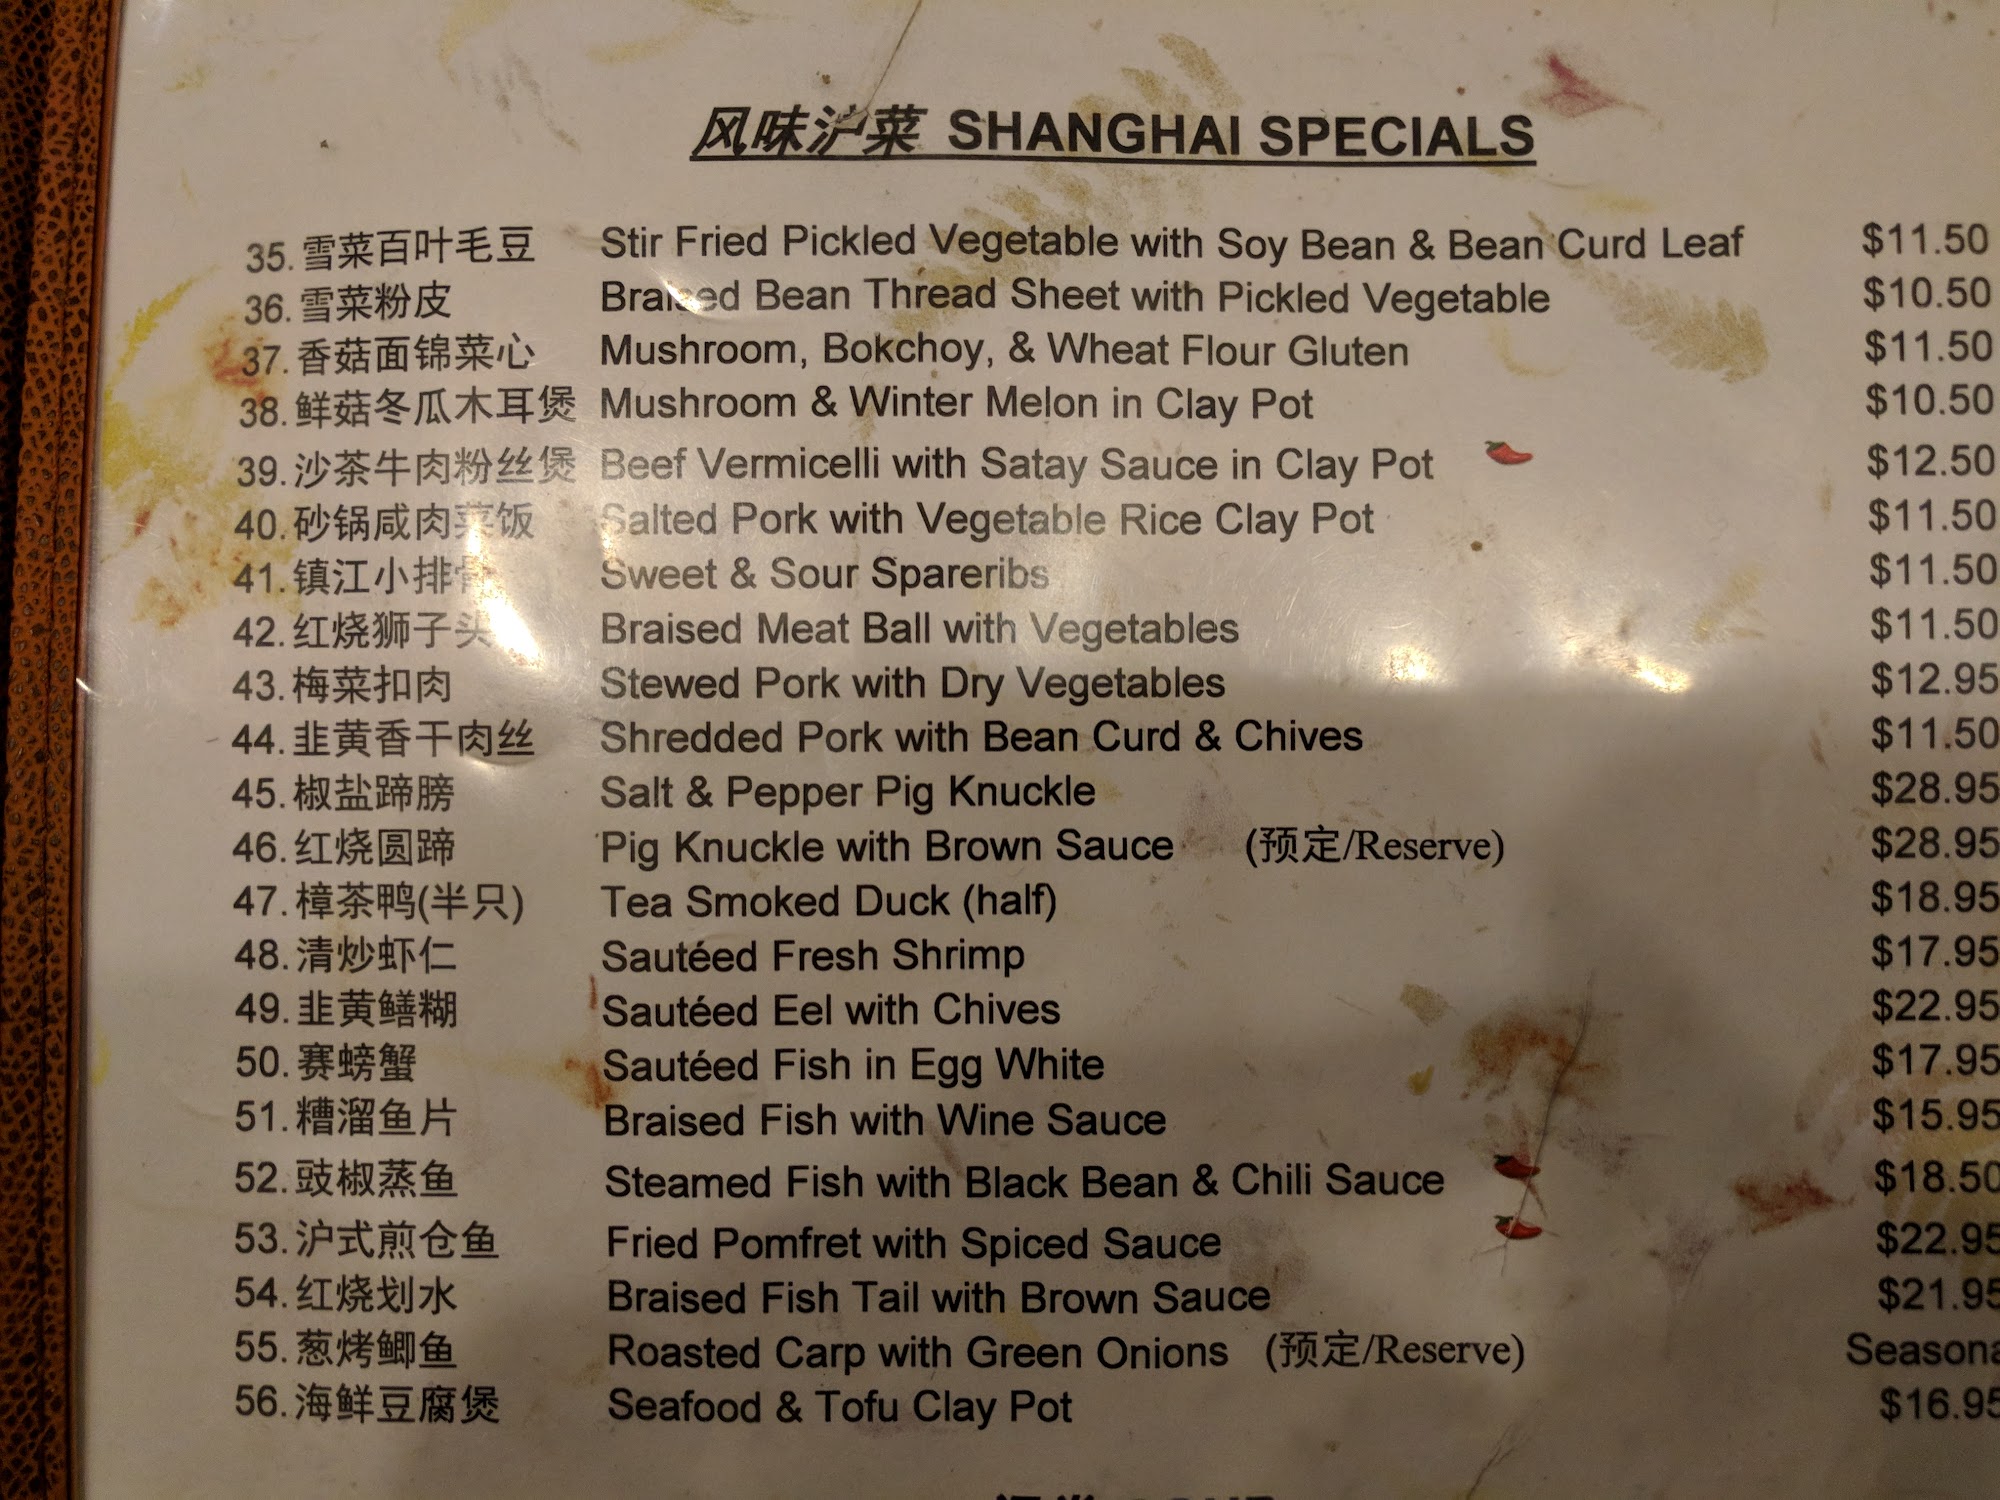 风味沪菜 SHANGHAI SPECIALS
35. 雪菜百叶毛豆 Stir Fried Pickled Vegetable with Soy Bean & Bean Curd Leaf $11.50
36. 雪菜粉皮 Braised Bean Thread Sheet with Pickled Vegetable $10.50
37. 香菇面锦菜心 Mushroom, Bokchoy, & Wheat Flour Gluten $11.50
38. 鲜菇冬瓜木耳煲 Mushroom & Winter Melon in Clay Pot $10.50
39. 沙茶牛肉粉丝煲 Beef Vermicelli with Satay Sauce in Clay Pot $12.50
40. 砂锅咸肉菜饭 Salted Pork with Vegetable Rice Clay Pot $11.50
41. 镇江小排骨 Sweet & Sour Spareribs $11.50
42. 红烧狮子头 Braised Meat Ball with Vegetables $11.50
43. 梅菜扣肉 Stewed Pork with Dry Vegetables $12.95
44. 韭黄香干肉丝 Shredded Pork with Bean Curd & Chives $11.50
45. 椒盐蹄膀 Salt & Pepper Pig Knuckle $28.95
46. 红烧圆蹄 Pig Knuckle with Brown Sauce (预定/Reserve) $28.95
47. 樟茶鸭(半只) Tea Smoked Duck (half) $18.95
48. 清炒虾仁 Sautéed Fresh Shrimp $17.95
49. 韭黄鳝糊 Sautéed Eel with Chives $22.95
50. 赛螃蟹 Sautéed Fish in Egg White $17.95
51. 糟溜鱼片 Braised Fish with Wine Sauce $15.95
52. 豉椒蒸鱼 Steamed Fish with Black Bean & Chili Sauce $18.50
53. 沪式煎仓鱼 Fried Pomfret with Spiced Sauce $22.95
54. 红烧划水 Braised Fish Tail with Brown Sauce $21.95
55. 葱烤鲫鱼 Roasted Carp with Green Onions (预定/Reserve) Seasona
56. 海鲜豆腐煲 Seafood & Tofu Clay Pot $16.95